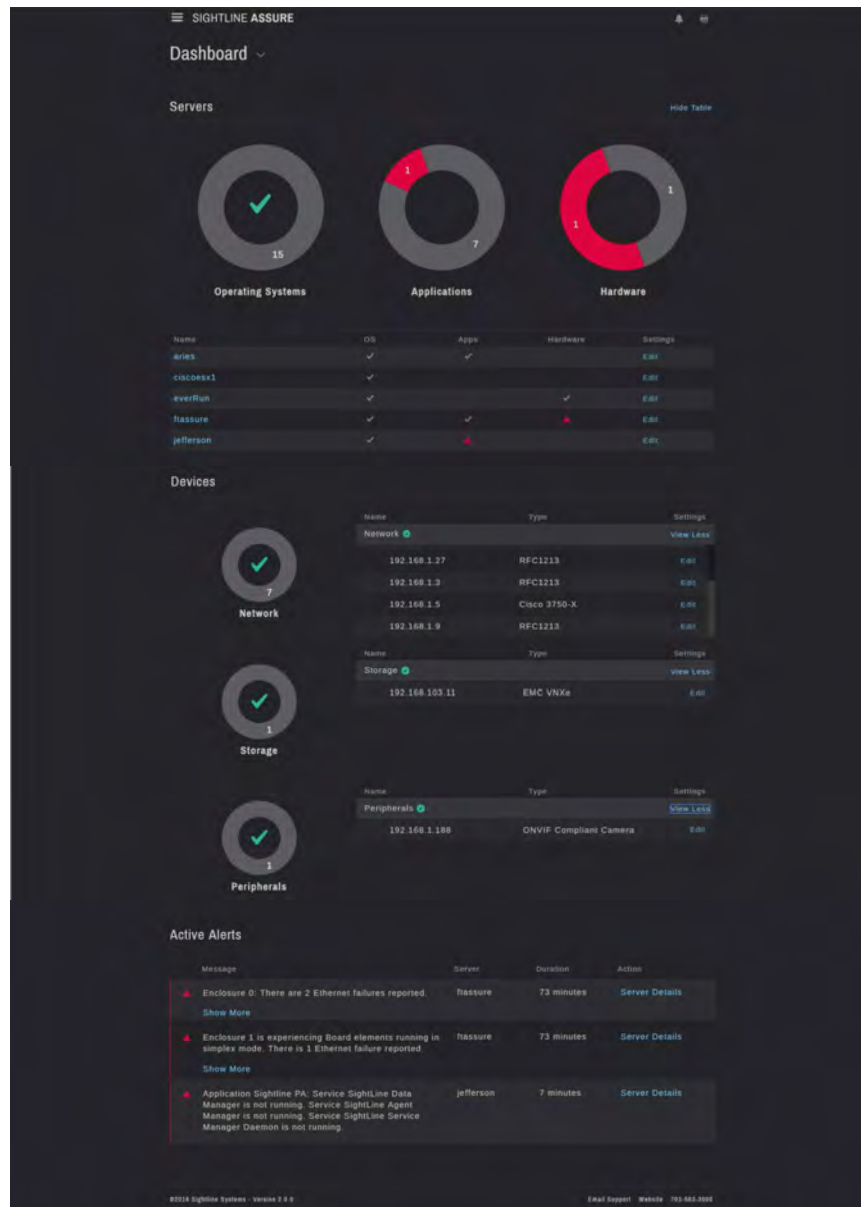 SIGHTLINE ASSURE
Dashboard
Servers
Hide Table
1
1
1
7
15
Operating Systems
Applications
Hardware
Name OS Apps Hardware Settings
aries Edit
ciscoesx1 Edit
everRun Edit
ftassure Edit
jefferson Edit
Devices
Name Type Settings
Network View Less
192.168.1.27 RFC1213 Edit
192.168.1.3 RFC1213 Edit
192.168.1.5 Cisco 3750-X Edit
192.168.1.9 RFC1213 Edit
7
Network
Name Type Settings
Storage View Less
192.168.103.11 EMC VNXe Edit
1
Storage
Name Type Settings
Peripherals View Less
192.168.1.188 ONVIF Compliant Camera Edit
1
Peripherals
Active Alerts
Message Server Duration Action
Enclosure 0: There are 2 Ethernet failures reported. ftassure 73 minutes Server Details
Show More
Enclosure 1 is experiencing Board elements running in ftassure 73 minutes Server Details
simplex mode. There is 1 Ethernet failure reported.
Show More
Application Sightline PA: Service SightLine Data jefferson 7 minutes Server Details
Manager is not running. Service SightLine Agent
Manager is not running. Service SightLine Service
Manager Daemon is not running.
Sightline Systems - Version Email Support Website